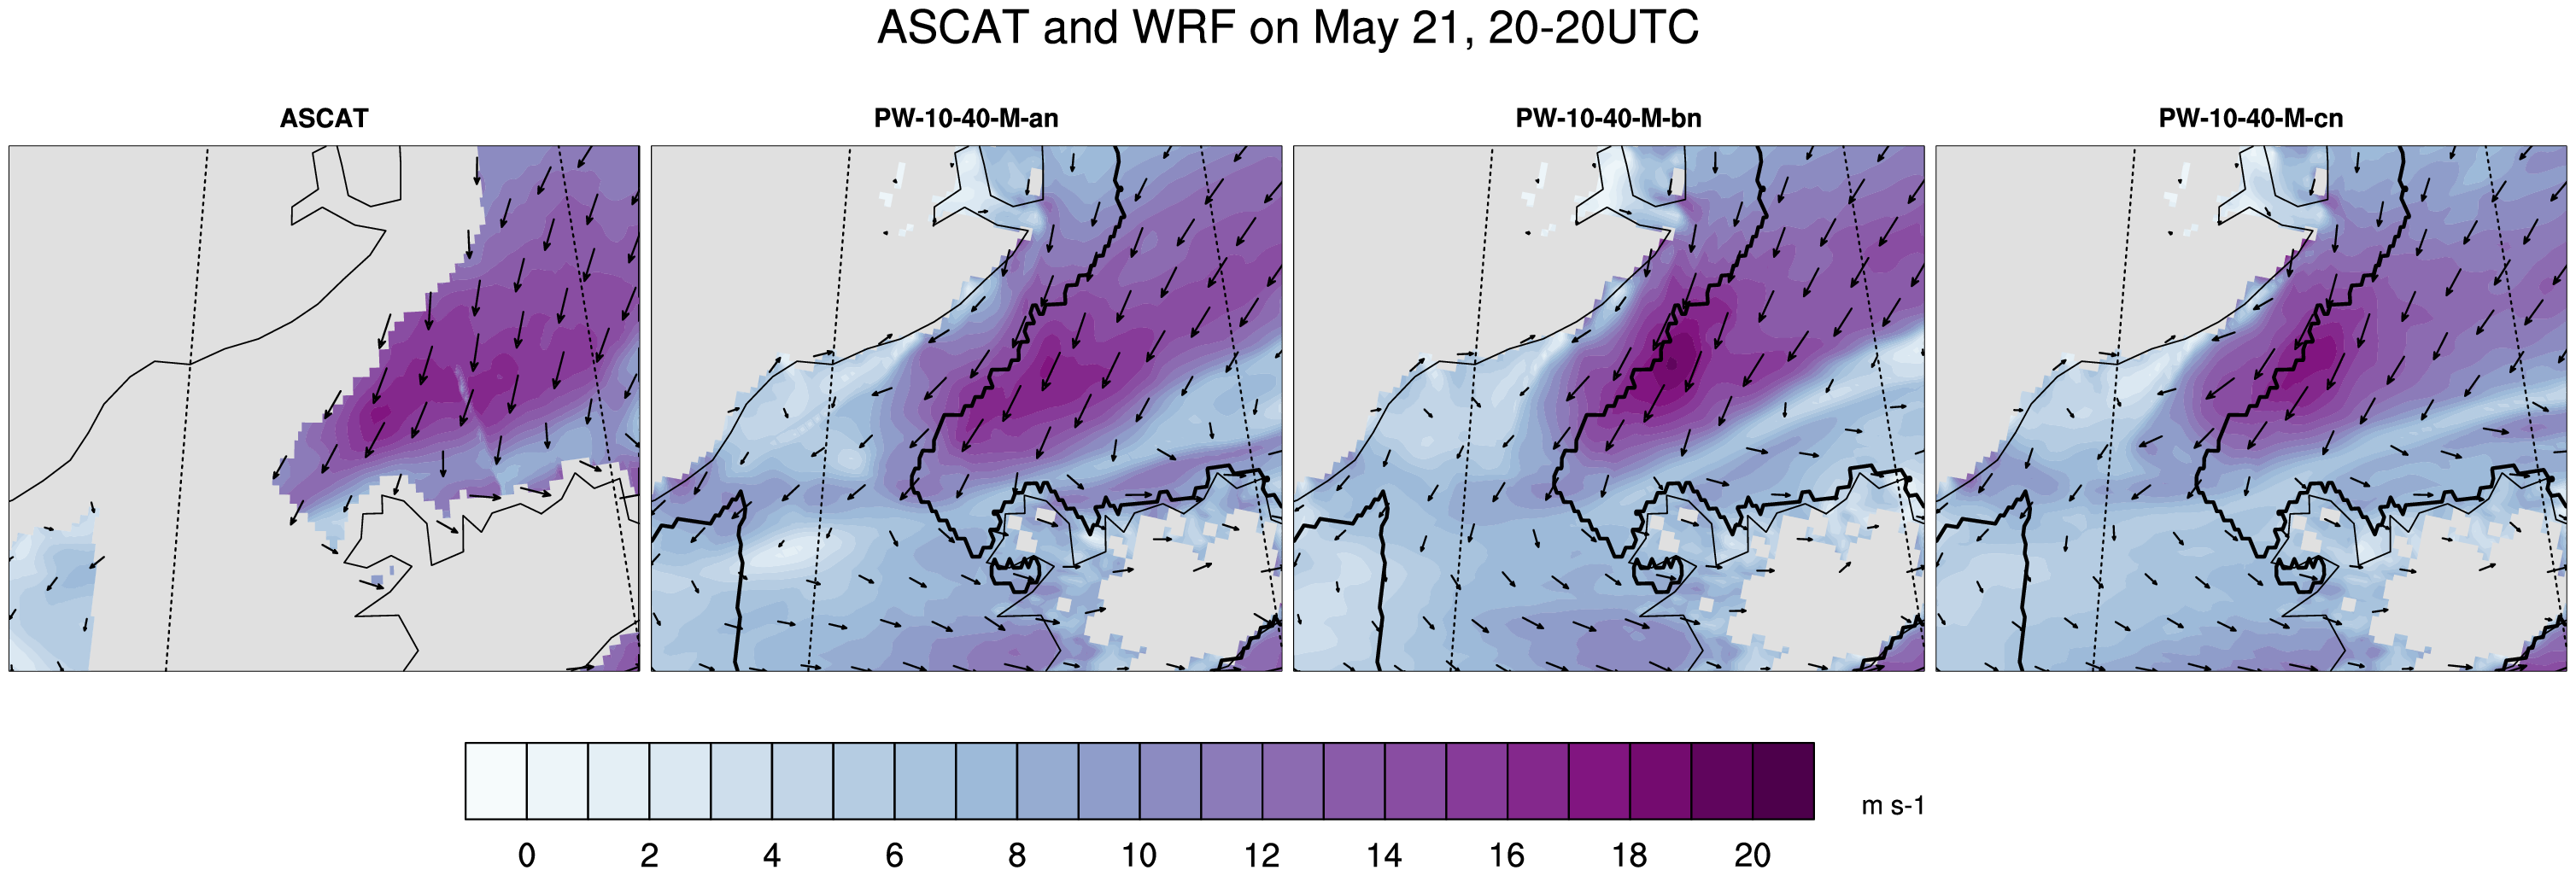 ASCAT and WRF on May 21, 20-20UTC
ASCAT PW-10-40-M-an PW-10-40-M-bn PW-10-40-M-cn
m s-1
0 2 4 6 8 10 12 14 16 18 20